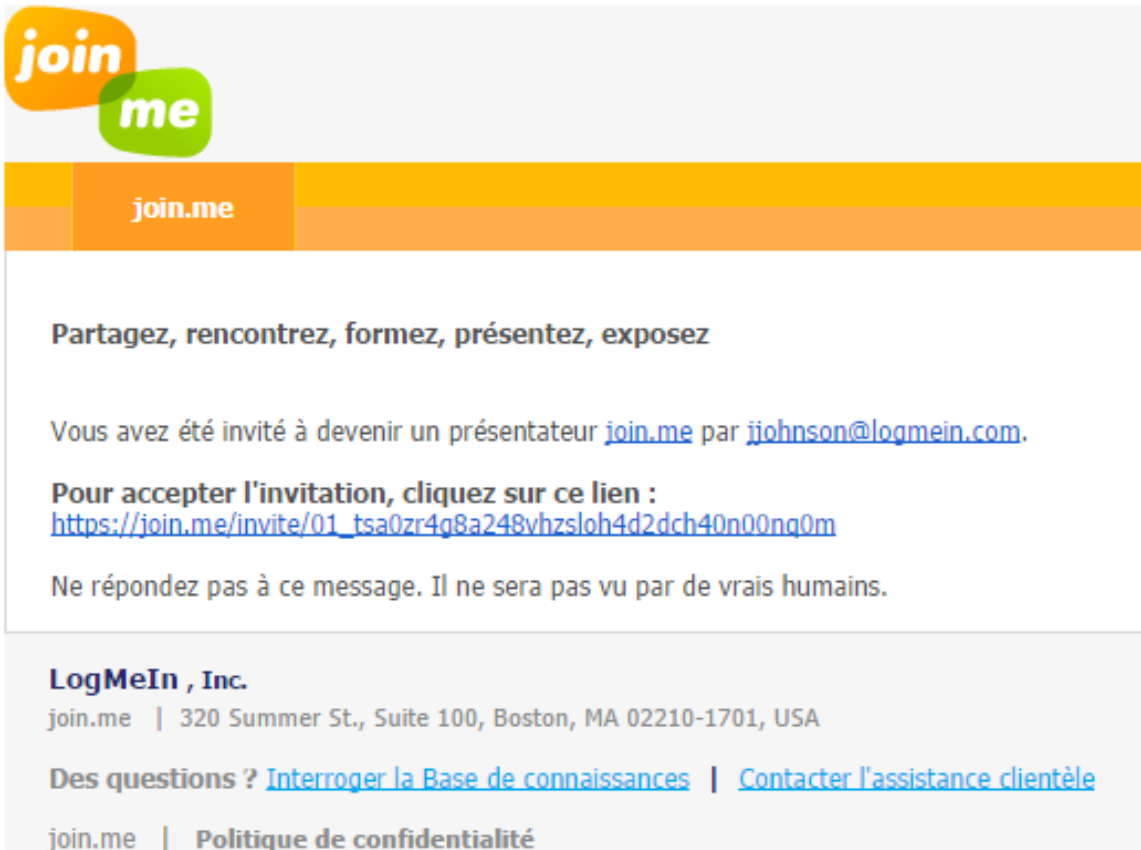 join
me
join.me
Partagez, rencontrez, formez, présentez, exposez
Vous avez été invité à devenir un présentateur join.me par jjohnson@logmein.com.
Pour accepter l'invitation, cliquez sur ce lien :
https://join.me/invite/01_tsa0zr4g8a248vhzsloh4d2dch40n00nq0m
Ne répondez pas à ce message. Il ne sera pas vu par de vrais humains.
LogMeIn , Inc.
join.me | 320 Summer St., Suite 100, Boston, MA 02210-1701, USA
Des questions ? Interroger la Base de connaissances | Contacter l'assistance clientèle
join.me | Politique de confidentialité